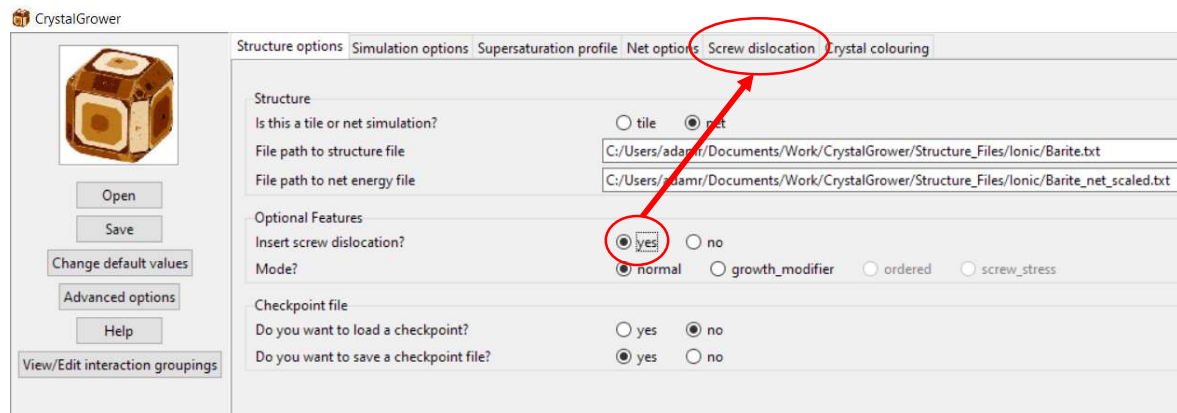 CrystalGrower
Structure options Simulation options Supersaturation profile Net options Screw dislocation Crystal colouring
Structure
Is this a tile or net simulation? tile net
File path to structure file C:/Users/adamr/Documents/Work/CrystalGrower/Structure_Files/Ionic/Barite.txt
File path to net energy file C:/Users/adamr/Documents/Work/CrystalGrower/Structure_Files/Ionic/Barite_net_scaled.txt
Optional Features
Insert screw dislocation? yes no
Mode? normal growth_modifier ordered screw_stress
Checkpoint file
Do you want to load a checkpoint? yes no
Do you want to save a checkpoint file? yes no
Open
Save
Change default values
Advanced options
Help
View/Edit interaction groupings